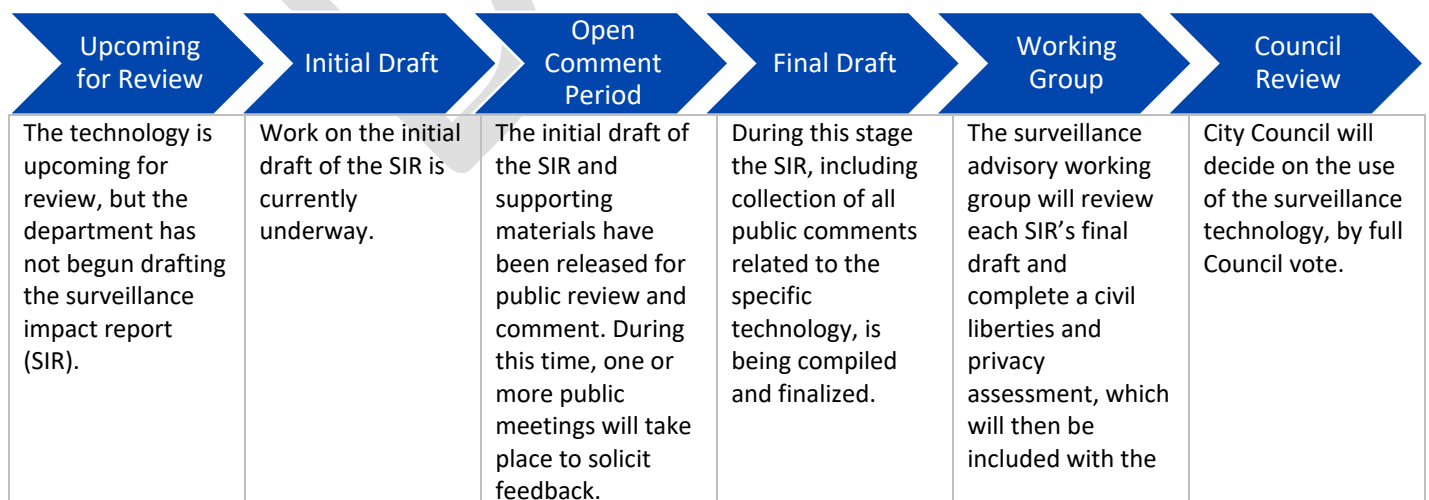 Upcoming
for Review
Initial Draft
Open
Comment
Period
Final Draft
Working
Group
Council
Review
The technology is
upcoming for
review, but the
department has
not begun drafting
the surveillance
impact report
(SIR).
Work on the initial
draft of the SIR is
currently
underway.
The initial draft of
the SIR and
supporting
materials have
been released for
public review and
comment. During
this time, one or
more public
meetings will take
place to solicit
feedback.
During this stage
the SIR, including
collection of all
public comments
related to the
specific
technology, is
being compiled
and finalized.
The surveillance
advisory working
group will review
each SIR’s final
draft and
complete a civil
liberties and
privacy
assessment, which
will then be
included with the
City Council will
decide on the use
of the surveillance
technology, by full
Council vote.